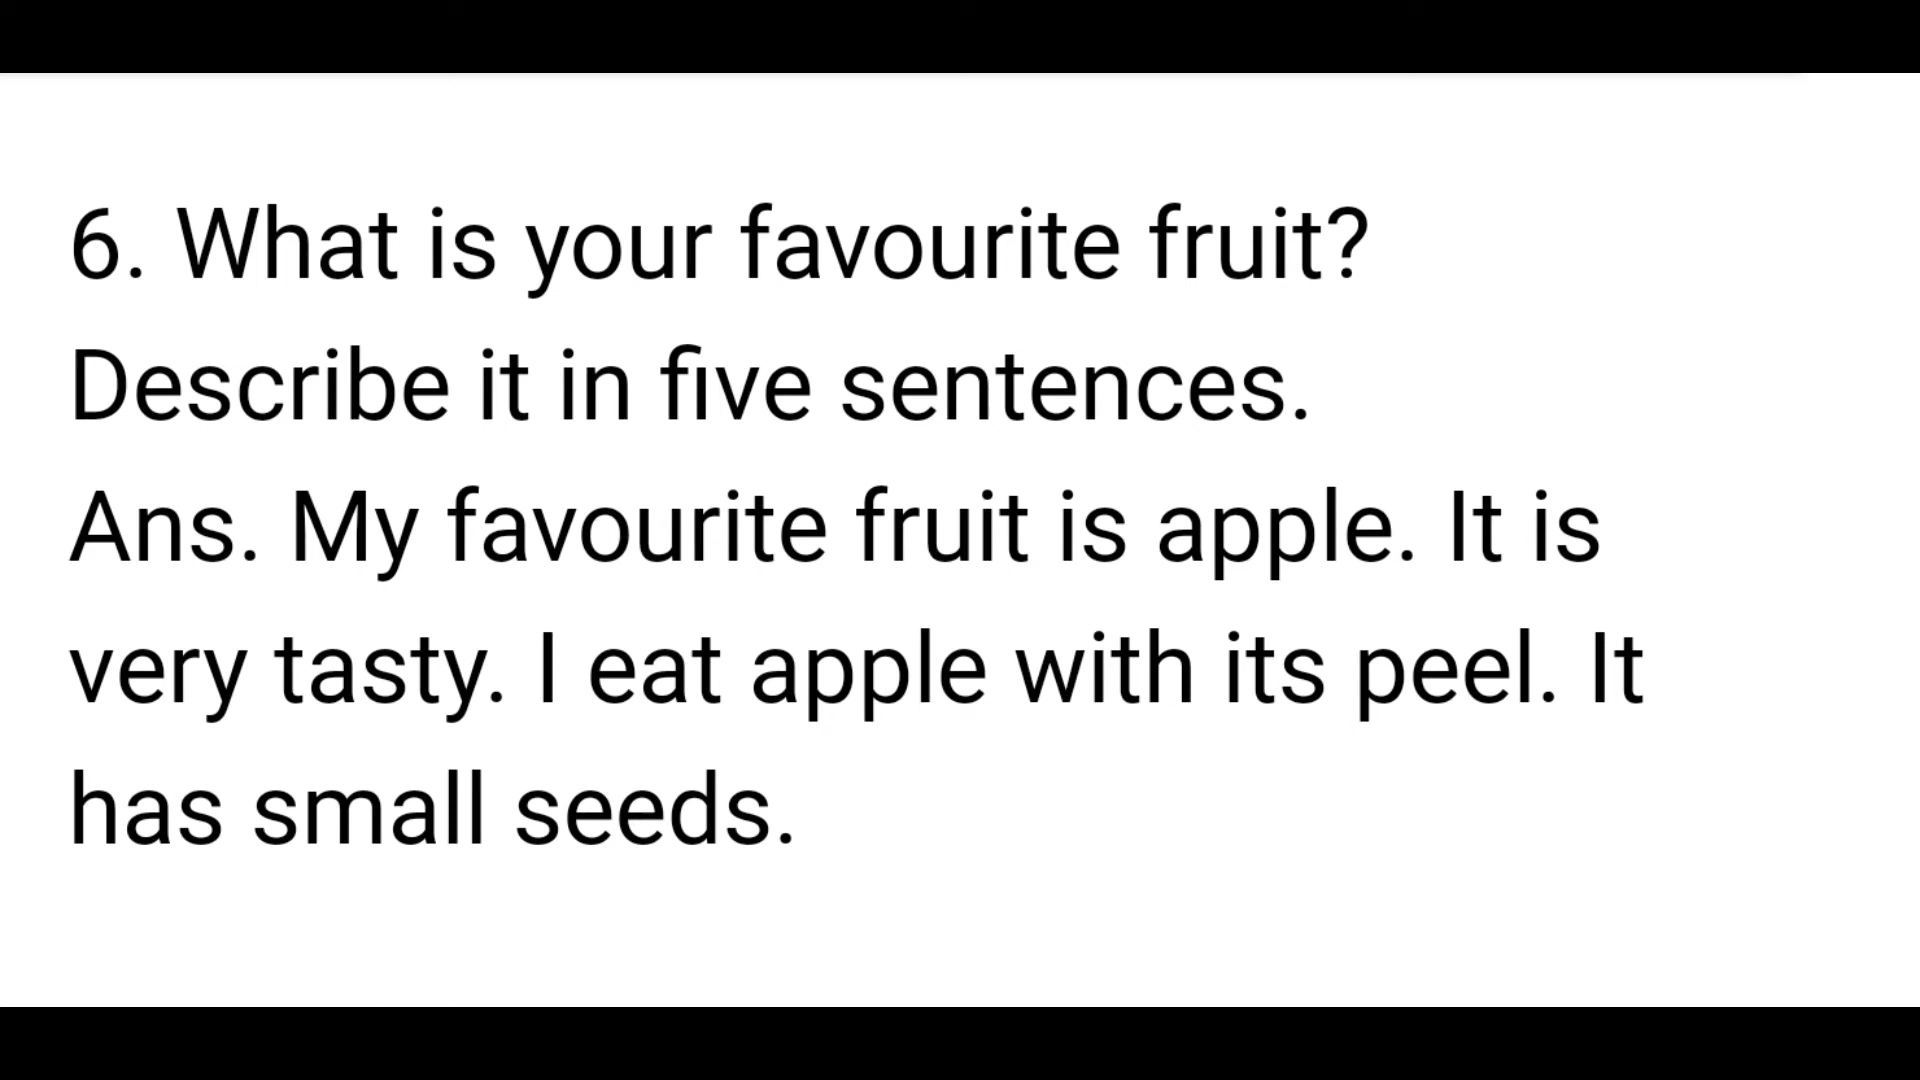 6. What is your favourite fruit?
Describe it in five sentences.
Ans. My favourite fruit is apple. It is
very tasty. I eat apple with its peel. It
has small seeds.